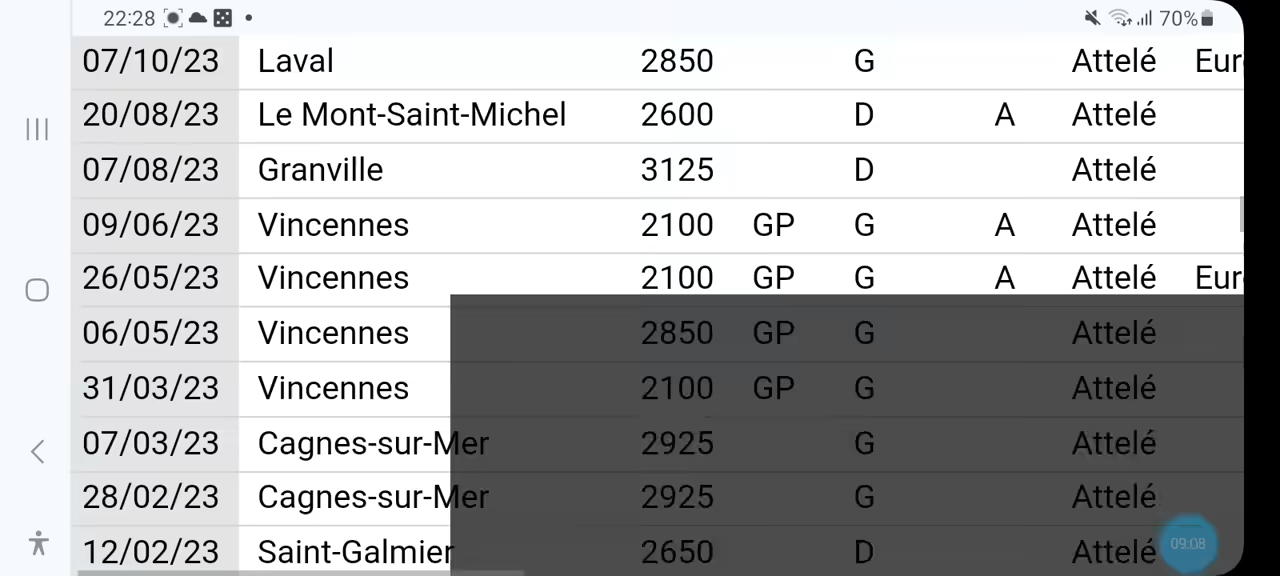 22:28 70%
07/10/23 Laval 2850 G Attelé Eur
20/08/23 Le Mont-Saint-Michel 2600 D A Attelé
07/08/23 Granville 3125 D Attelé
09/06/23 Vincennes 2100 GP G A Attelé
26/05/23 Vincennes 2100 GP G A Attelé Eur
06/05/23 Vincennes 2850 GP G Attelé
31/03/23 Vincennes 2100 GP G Attelé
07/03/23 Cagnes-sur-Mer 2925 G Attelé
28/02/23 Cagnes-sur-Mer 2925 G Attelé
12/02/23 Saint-Galmier 2650 D Attelé
09:08